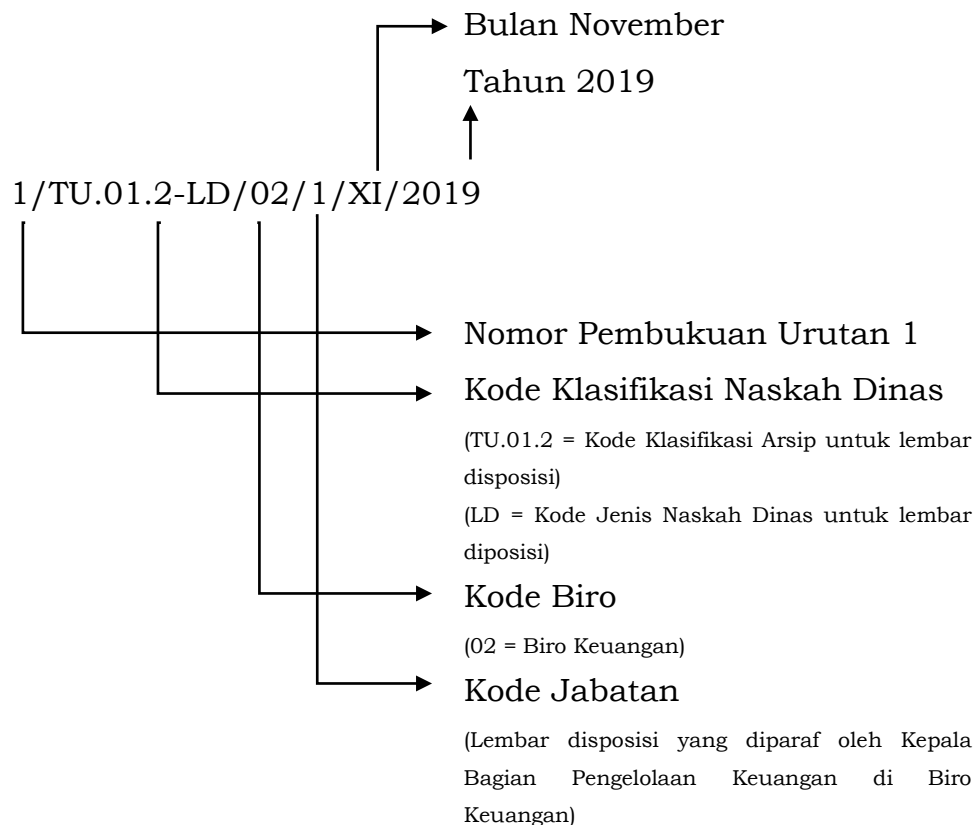 Bulan November
Tahun 2019
1/TU.01.2-LD/02/1/XI/2019
Nomor Pembukuan Urutan 1
Kode Klasifikasi Naskah Dinas
(TU.01.2 = Kode Klasifikasi Arsip untuk lembar
disposisi)
(LD = Kode Jenis Naskah Dinas untuk lembar
diposisi)
Kode Biro
(02 = Biro Keuangan)
Kode Jabatan
(Lembar disposisi yang diparaf oleh Kepala
Bagian Pengelolaan Keuangan di Biro
Keuangan)